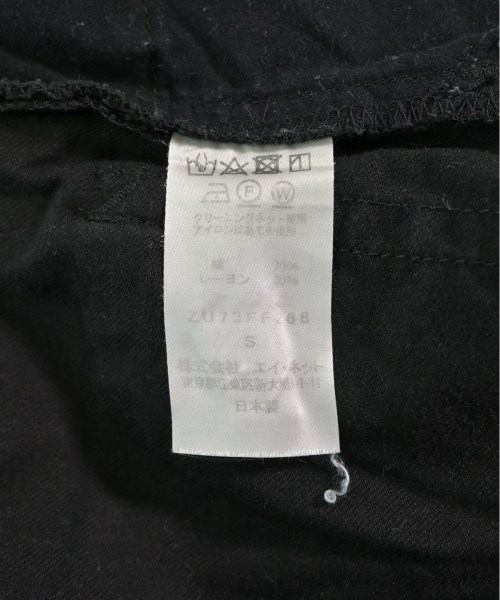 F W
クリーニングネット使用
アイロンはあて布使用
綿 70%
レーヨン 30%
S
株式会社 エイ・ネット
東京都江東区新大橋1-1-11
日本製